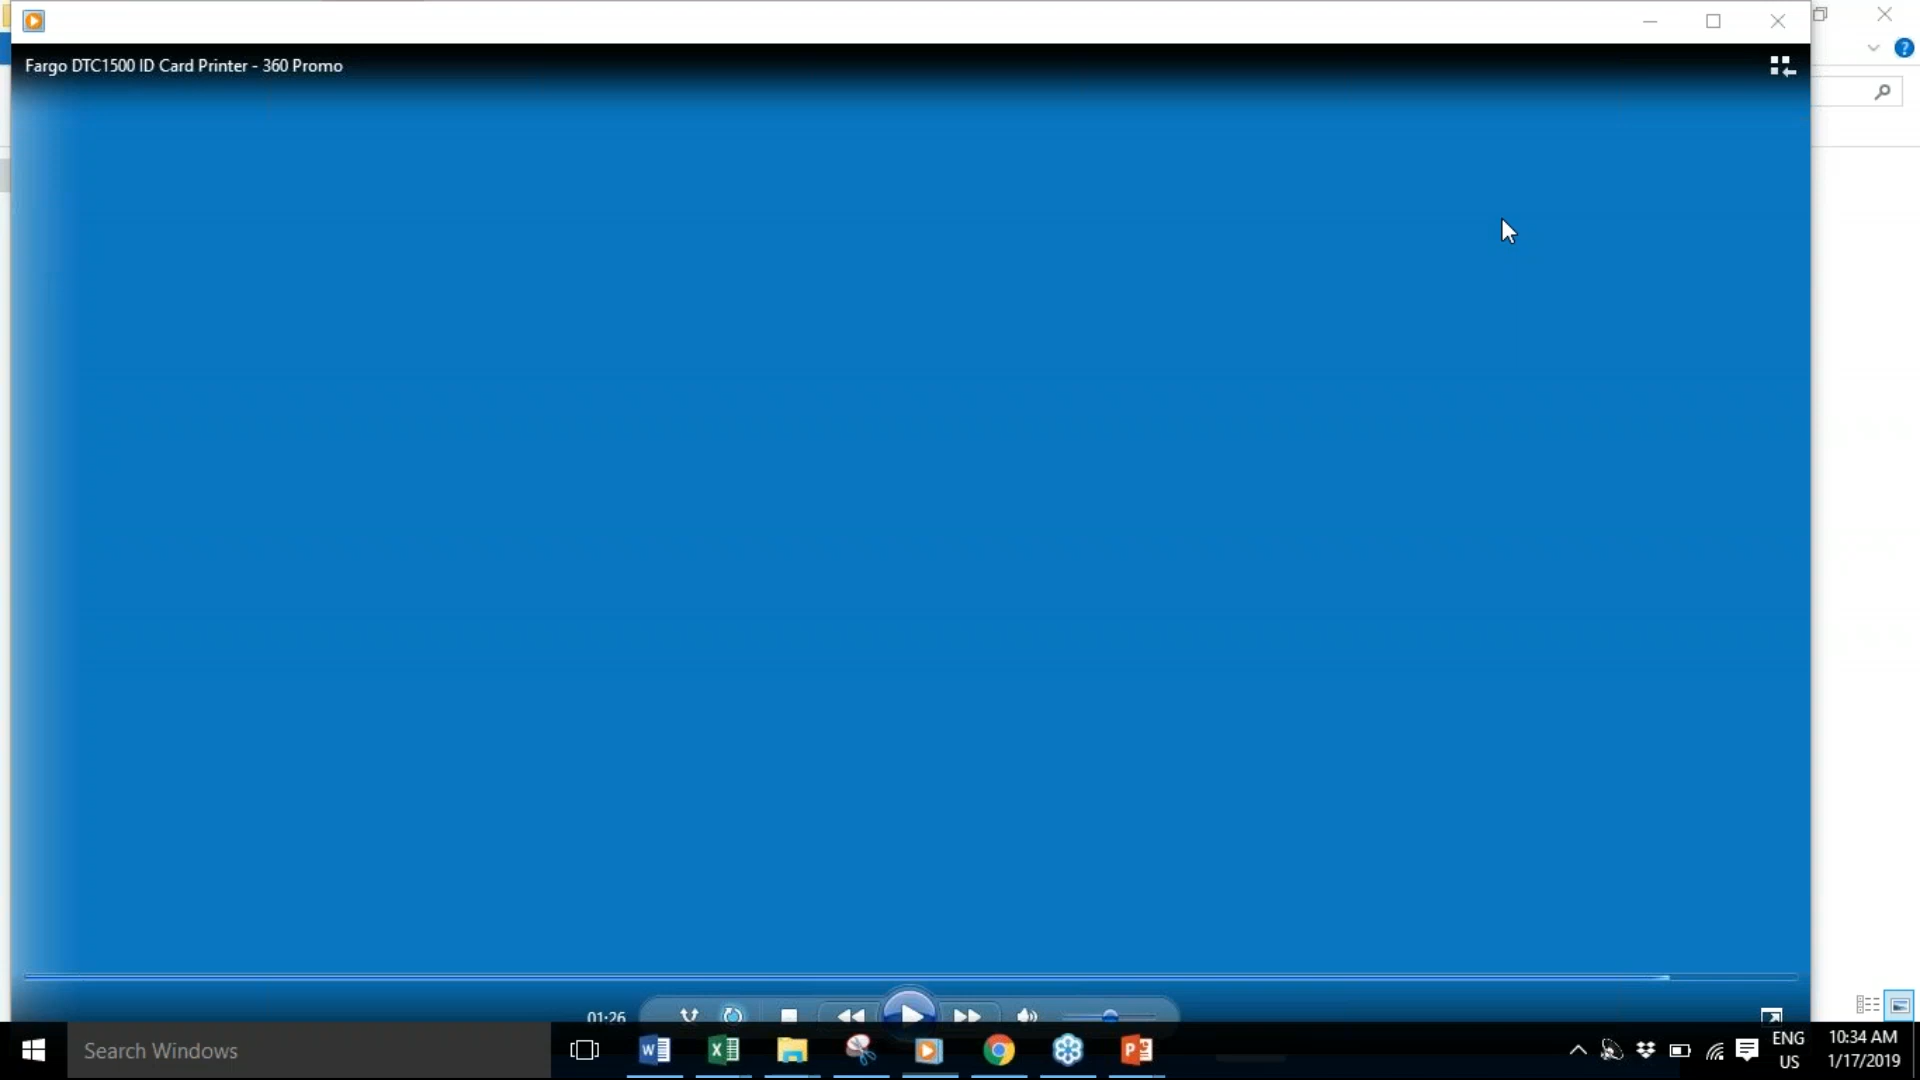 Fargo DTC1500 ID Card Printer - 360 Promo
01:26
Search Windows
ENG
US
10:34 AM
1/17/2019